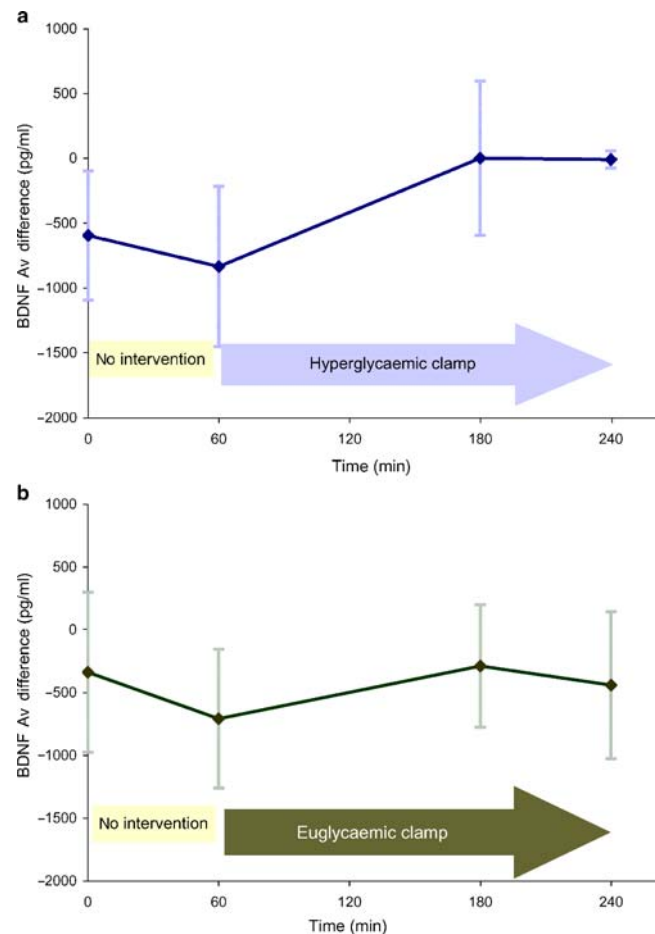 a
1000
500
0
−500
−1000
−1500
−2000
BDNF Av difference (pg/ml)
No intervention
Hyperglycaemic clamp
0 60 120 180 240
Time (min)
b
1000
500
0
−500
−1000
−1500
−2000
BDNF Av difference (pg/ml)
No intervention
Euglycaemic clamp
0 60 120 180 240
Time (min)